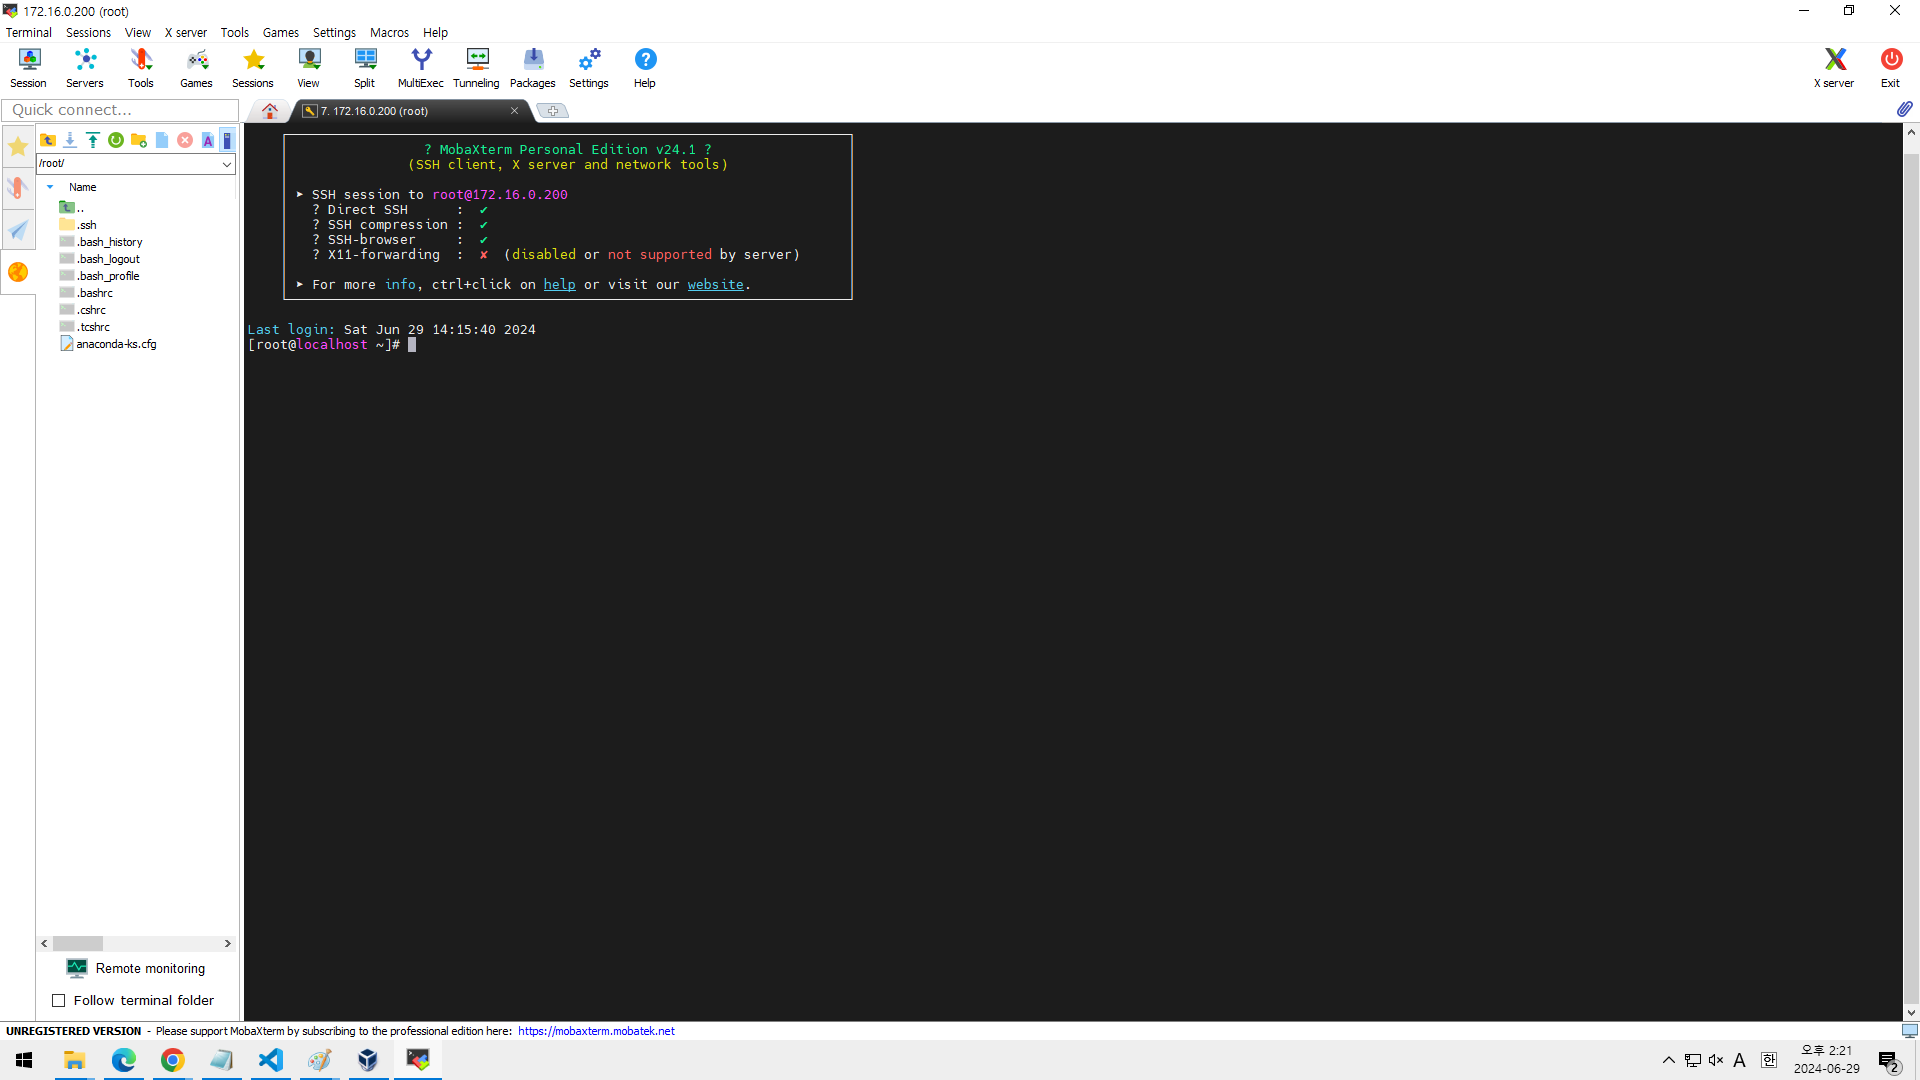 172.16.0.200 (root)
Terminal Sessions View X server Tools Games Settings Macros Help
Session Servers Tools Games Sessions View Split MultiExec Tunneling Packages Settings Help X server Exit
Quick connect...
7. 172.16.0.200 (root)
/root/
Name
..
.ssh
.bash_history
.bash_logout
.bash_profile
.bashrc
.cshrc
.tcshrc
anaconda-ks.cfg
Remote monitoring
Follow terminal folder
? MobaXterm Personal Edition v24.1 ?
(SSH client, X server and network tools)
➤ SSH session to root@172.16.0.200
? Direct SSH : ✔
? SSH compression : ✔
? SSH-browser : ✔
? X11-forwarding : ✘ (disabled or not supported by server)
➤ For more info, ctrl+click on help or visit our website.
Last login: Sat Jun 29 14:15:40 2024
[root@localhost ~]#
UNREGISTERED VERSION - Please support MobaXterm by subscribing to the professional edition here: https://mobaxterm.mobatek.net
A 한 오후 2:21
2024-06-29
2